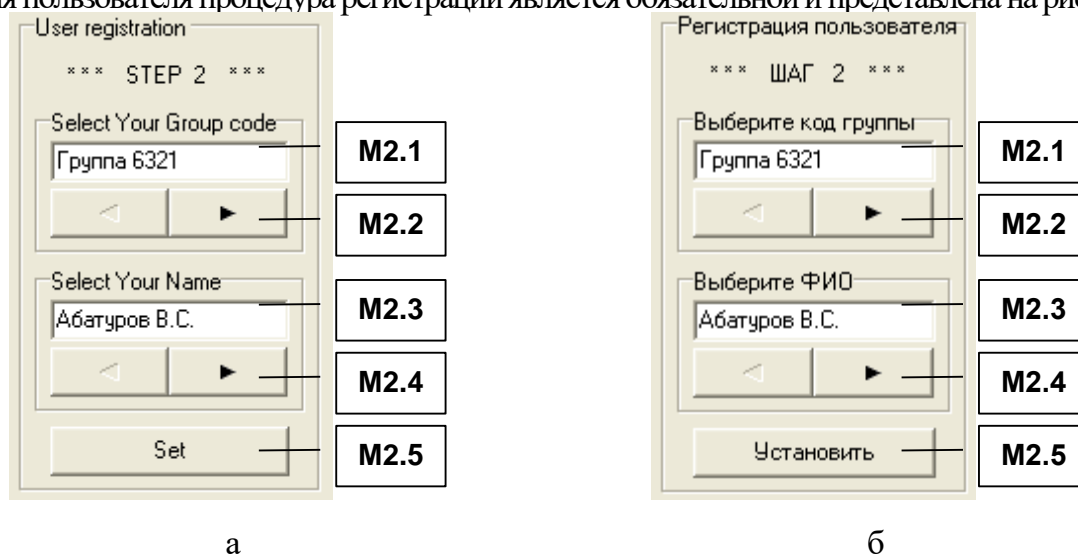 пользователя процедура регистрации является обязательной и представлена на
User registration
*** STEP 2 ***
Select Your Group code
Группа 6321
M2.1
M2.2
Select Your Name
Абатуров В.С.
M2.3
M2.4
Set
M2.5
а
Регистрация пользователя
*** ШАГ 2 ***
Выберите код группы
Группа 6321
M2.1
M2.2
Выберите ФИО
Абатуров В.С.
M2.3
M2.4
Установить
M2.5
б